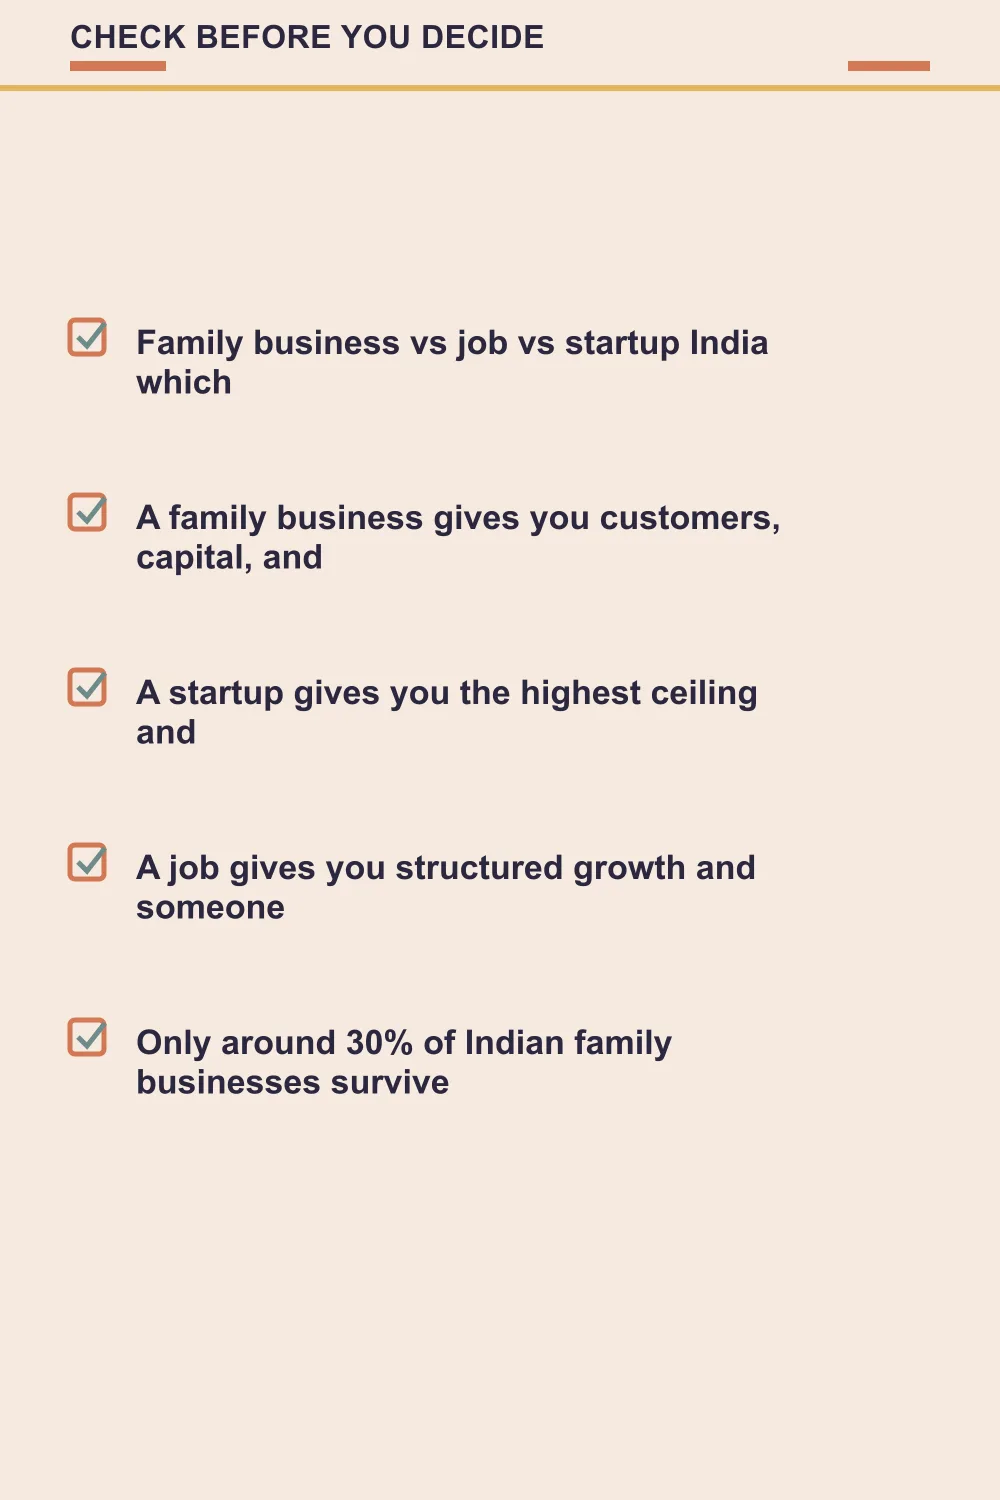 CHECK BEFORE YOU DECIDE
Family business vs job vs startup India
which
A family business gives you customers,
capital, and
A startup gives you the highest ceiling
and
A job gives you structured growth and
someone
Only around 30% of Indian family
businesses survive